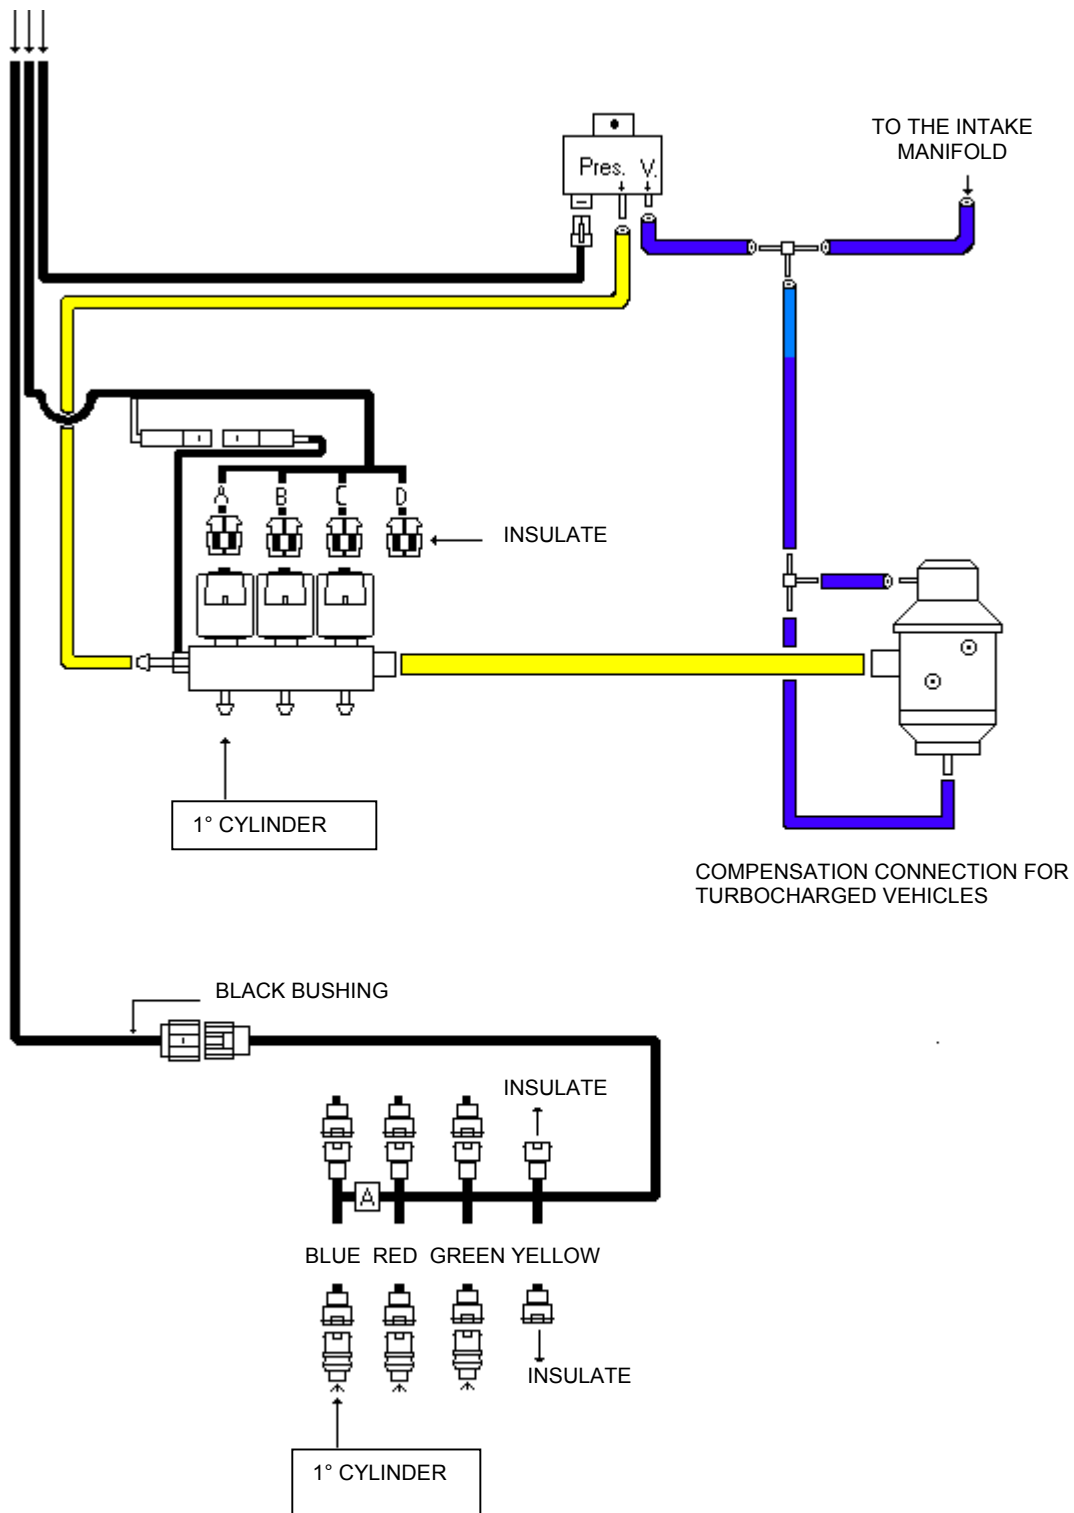 TO THE INTAKE
MANIFOLD
Pres. V.
A B C D
INSULATE
1° CYLINDER
COMPENSATION CONNECTION FOR
TURBOCHARGED VEHICLES
BLACK BUSHING
INSULATE
A
BLUE RED GREEN YELLOW
INSULATE
1° CYLINDER